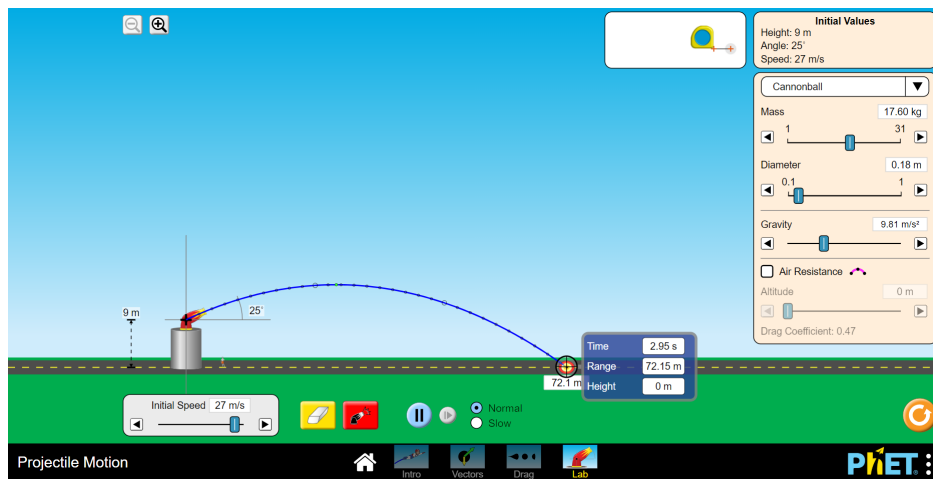 Initial Values
Height: 9 m
Angle: 25°
Speed: 27 m/s
Cannonball
Mass 17.60 kg
1 31
Diameter 0.18 m
0.1 1
Gravity 9.81 m/s²
Air Resistance
Altitude 0 m
Drag Coefficient: 0.47
9 m
25°
72.1 m
Time 2.95 s
Range 72.15 m
Height 0 m
Initial Speed 27 m/s
Normal
Slow
Projectile Motion
Intro
Vectors
Drag
Lab
PhET